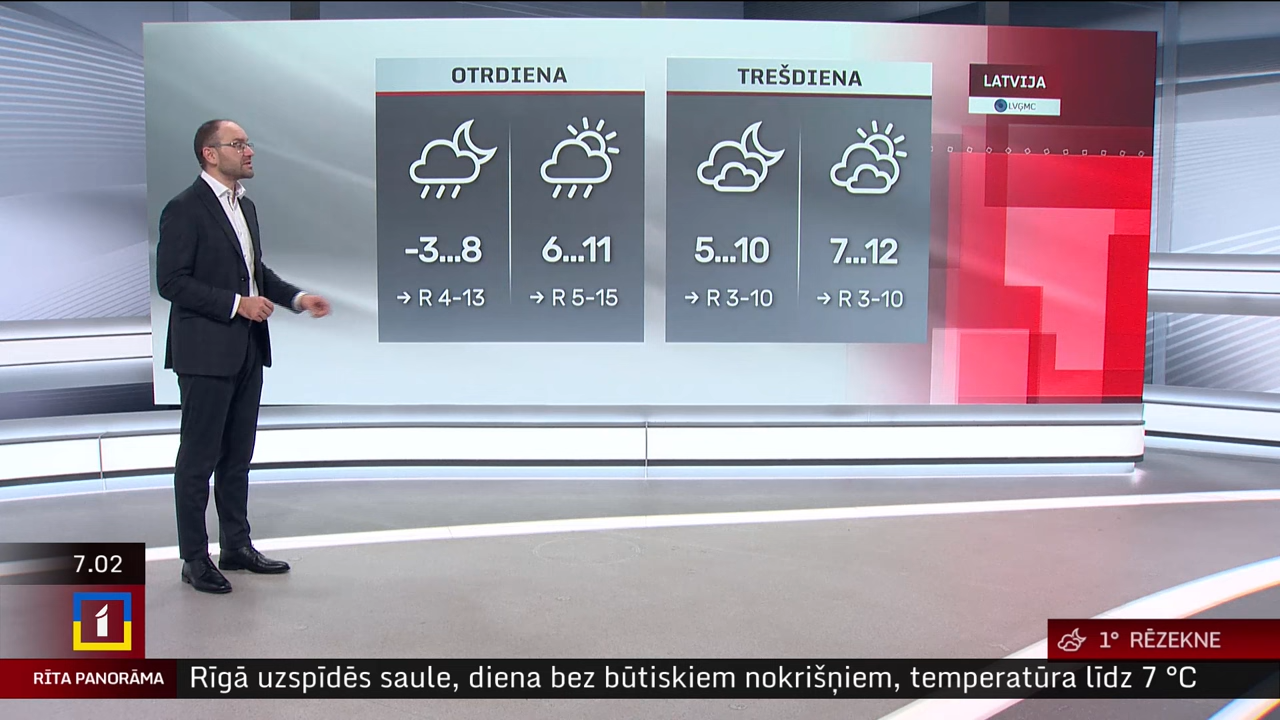 OTRDIENA
-3...8
6...11
→ R 4-13
→ R 5-15
TREŠDIENA
5...10
7...12
→ R 3-10
→ R 3-10
LATVIJA
LVĢMC
7.02
1
1° RĒZEKNE
RĪTA PANORĀMA
Rīgā uzspīdēs saule, diena bez būtiskiem nokrišņiem, temperatūra līdz 7 °C